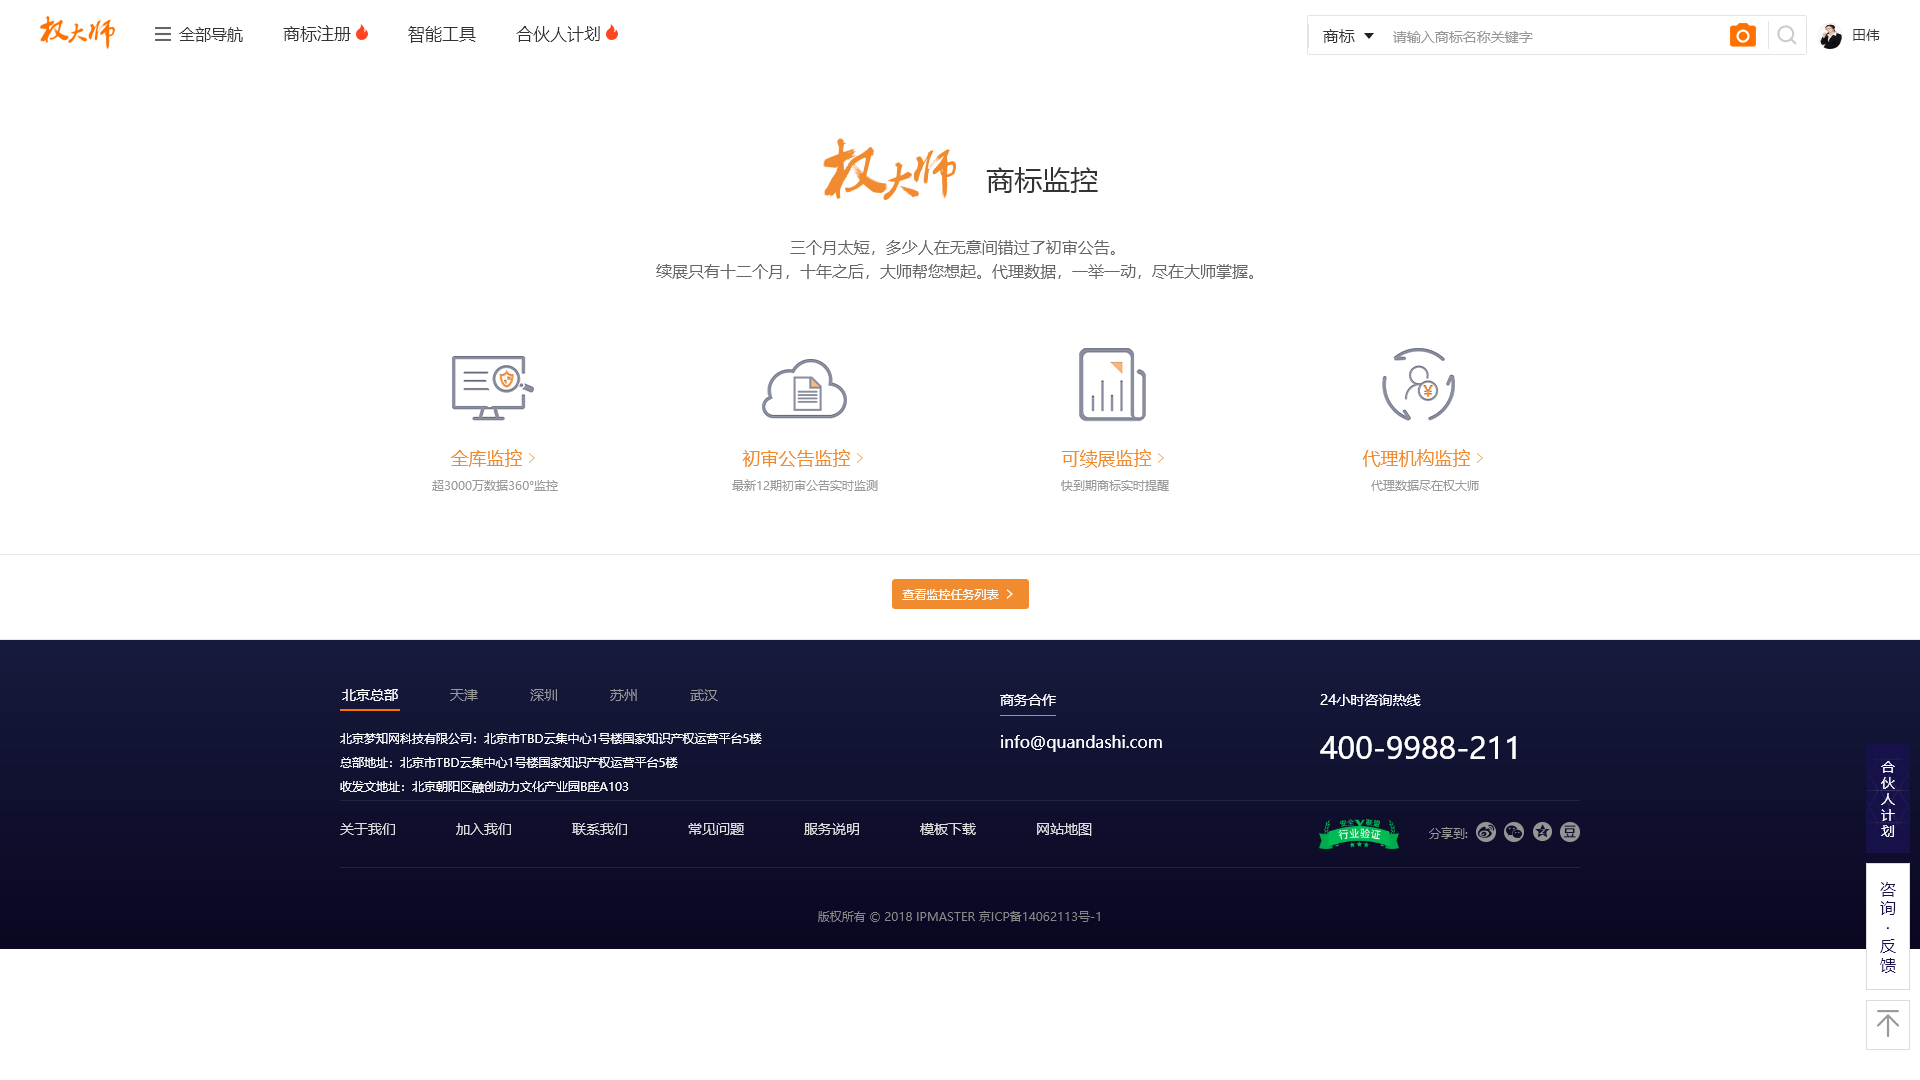 权大师
全部导航
商标注册
智能工具
合伙人计划
商标
请输入商标名称关键字
田伟
权大师 商标监控
三个月太短，多少人在无意间错过了初审公告。
续展只有十二个月，十年之后，大师帮您想起。代理数据，一举一动，尽在大师掌握。
全库监控
超3000万数据360°监控
初审公告监控
最新12期初审公告实时监测
可续展监控
快到期商标实时提醒
代理机构监控
代理数据尽在权大师
查看监控任务列表
北京总部 天津 深圳 苏州 武汉
北京梦知网科技有限公司：北京市TBD云集中心1号楼国家知识产权运营平台5楼
总部地址：北京市TBD云集中心1号楼国家知识产权运营平台5楼
收发文地址：北京朝阳区融创动力文化产业园B座A103
商务合作
info@quandashi.com
24小时咨询热线
400-9988-211
关于我们 加入我们 联系我们 常见问题 服务说明 模板下载 网站地图
安全V联盟
行业验证
分享到:
豆
版权所有 © 2018 IPMASTER 京ICP备14062113号-1
合伙人计划
咨询·反馈